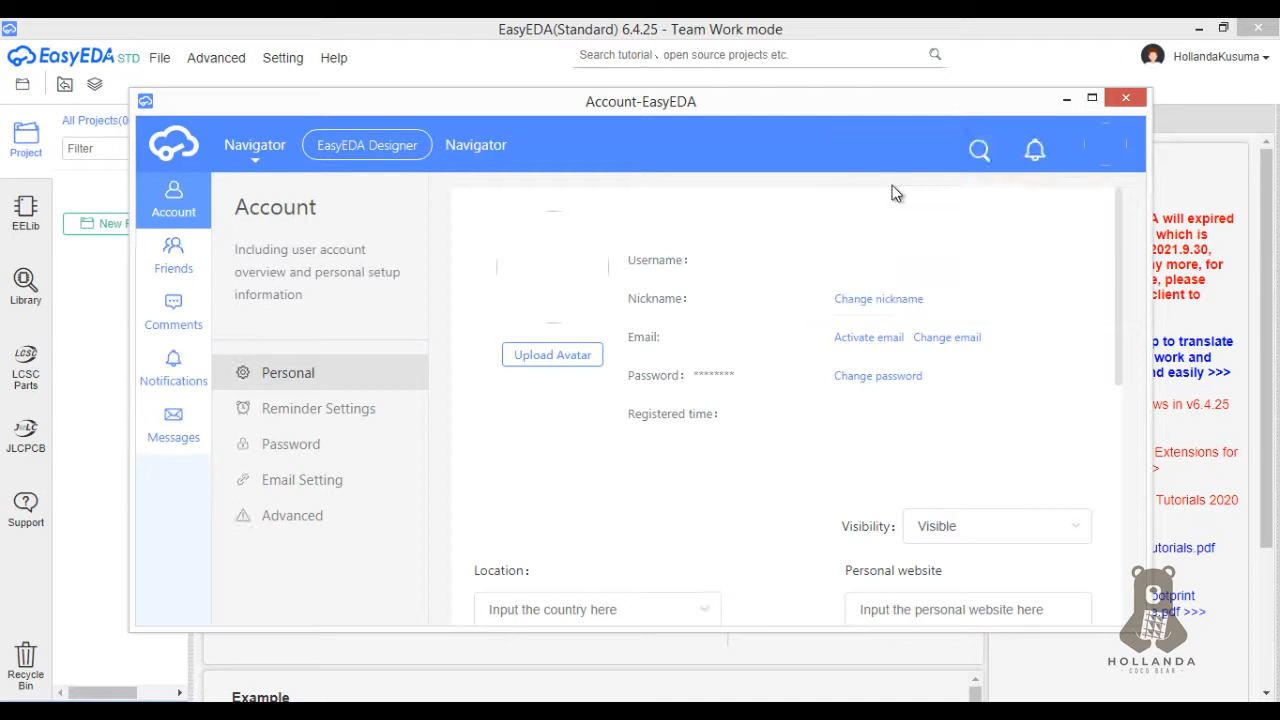 EasyEDA(Standard) 6.4.25 - Team Work mode
EasyEDA STD File Advanced Setting Help
Search tutorial、open source projects etc.
HollandaKusuma
Project
EELib
Library
LCSC
Parts
JLCPCB
Support
Recycle
Bin
All Projects(0
Filter
New
Account-EasyEDA
Navigator EasyEDA Designer Navigator
Account
Friends
Comments
Notifications
Messages
Account
Including user account
overview and personal setup
information
Personal
Reminder Settings
Password
Email Setting
Advanced
Upload Avatar
Username:
Nickname: Change nickname
Email: Activate email Change email
Password: ******** Change password
Registered time:
Visibility: Visible
Location: Personal website
Input the country here Input the personal website here
A will expired
which is
2021.9.30,
y more, for
e, please
client to
p to translate
work and
d easily >>>
ws in v6.4.25
Extensions for
>
Tutorials 2020
utorials.pdf
ootprint
a.pdf >>>
Example
HOLLANDA
COCO BEAR